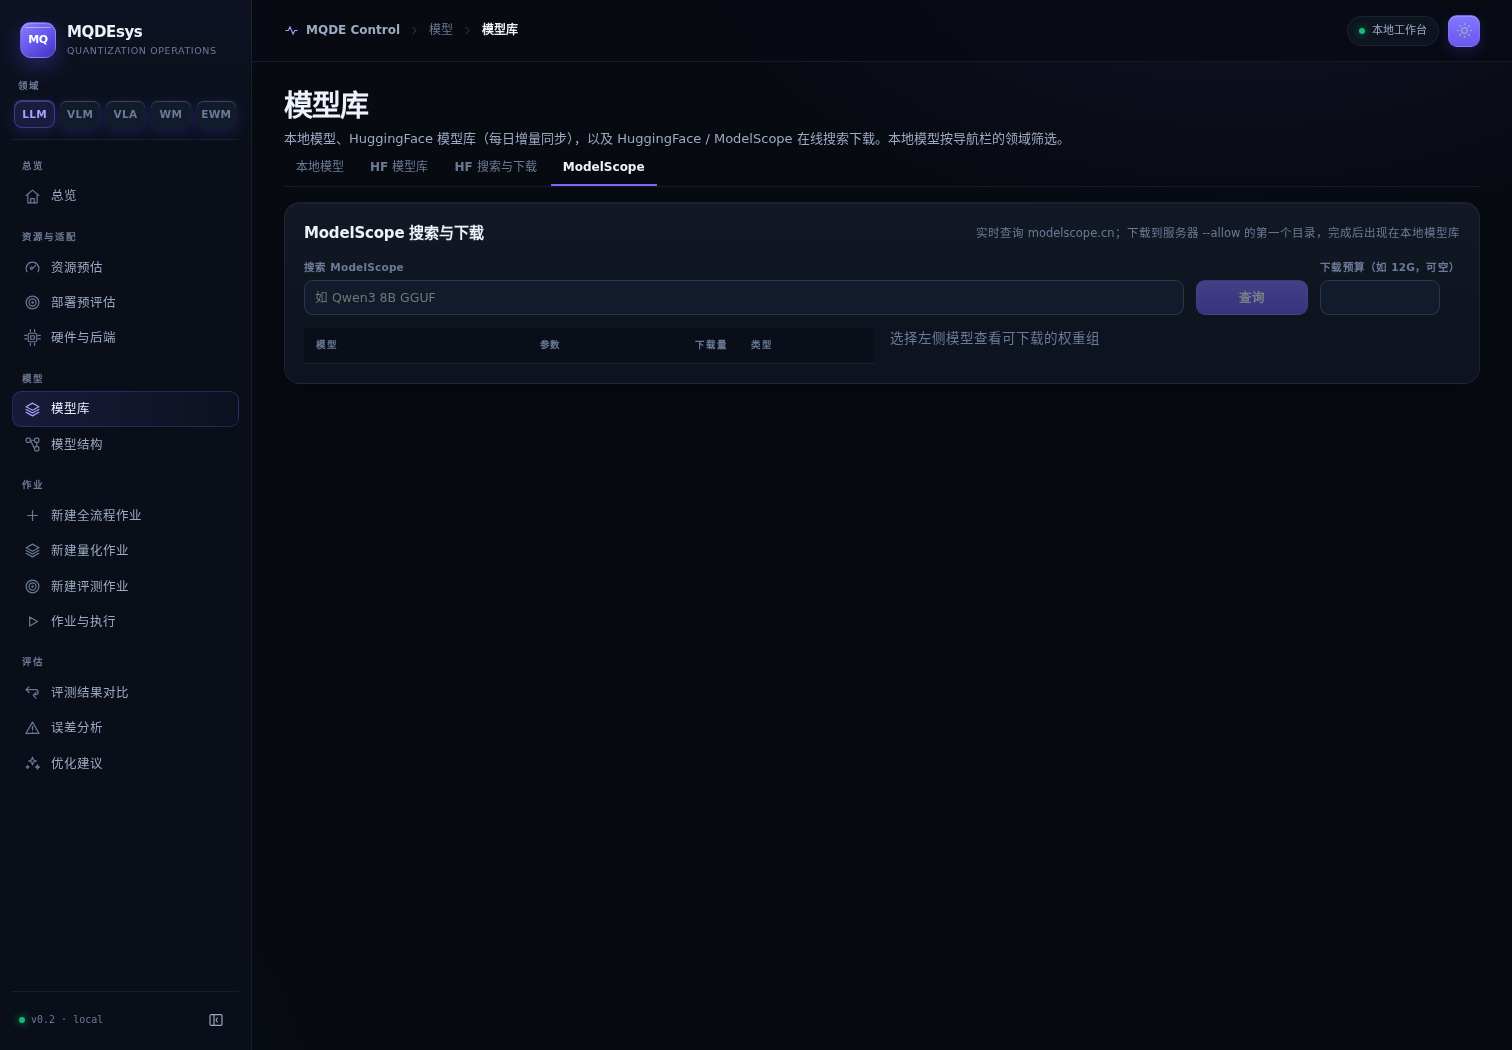 MQ
MQDEsys
QUANTIZATION OPERATIONS
领域
LLM VLM VLA WM EWM
总览
总览
资源与适配
资源预估
部署预评估
硬件与后端
模型
模型库
模型结构
作业
新建全流程作业
新建量化作业
新建评测作业
作业与执行
评估
评测结果对比
误差分析
优化建议
v0.2 · local
MQDE Control 模型 模型库
本地工作台
模型库
本地模型、HuggingFace 模型库（每日增量同步），以及 HuggingFace / ModelScope 在线搜索下载。本地模型按导航栏的领域筛选。
本地模型 HF 模型库 HF 搜索与下载 ModelScope
ModelScope 搜索与下载
实时查询 modelscope.cn；下载到服务器 --allow 的第一个目录，完成后出现在本地模型库
搜索 ModelScope
下载预算（如 12G，可空）
如 Qwen3 8B GGUF
查询
模型 参数 下载量 类型
选择左侧模型查看可下载的权重组